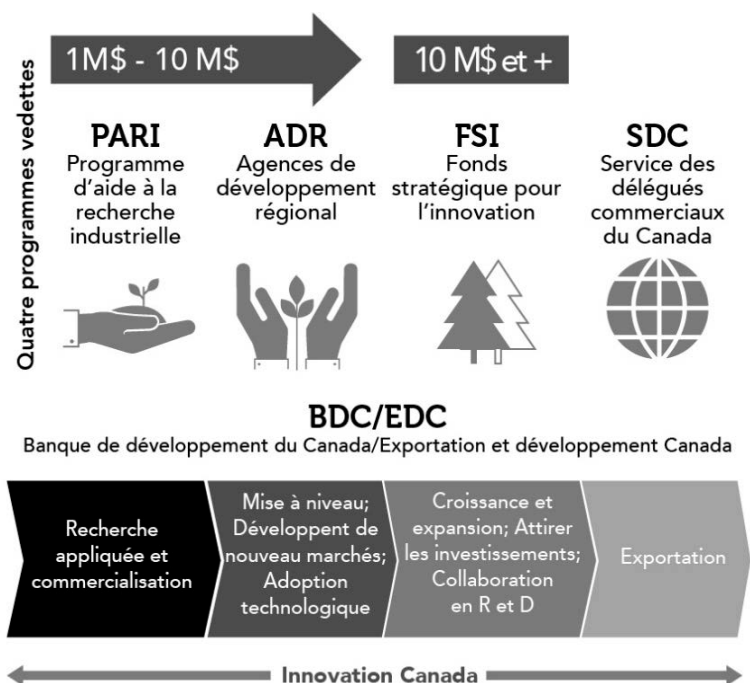 Quatre programmes vedettes
1M$ - 10 M$
10 M$ et +
PARI
Programme
d'aide à la
recherche
industrielle
ADR
Agences de
développement
régional
FSI
Fonds
stratégique pour
l'innovation
SDC
Service des
délégués
commerciaux
du Canada
BDC/EDC
Banque de développement du Canada/Exportation et développement Canada
Recherche
appliquée et
commercialisation
Mise à niveau;
Développent de
nouveau marchés;
Adoption
technologique
Croissance et
expansion; Attirer
les investissements;
Collaboration
en R et D
Exportation
Innovation Canada